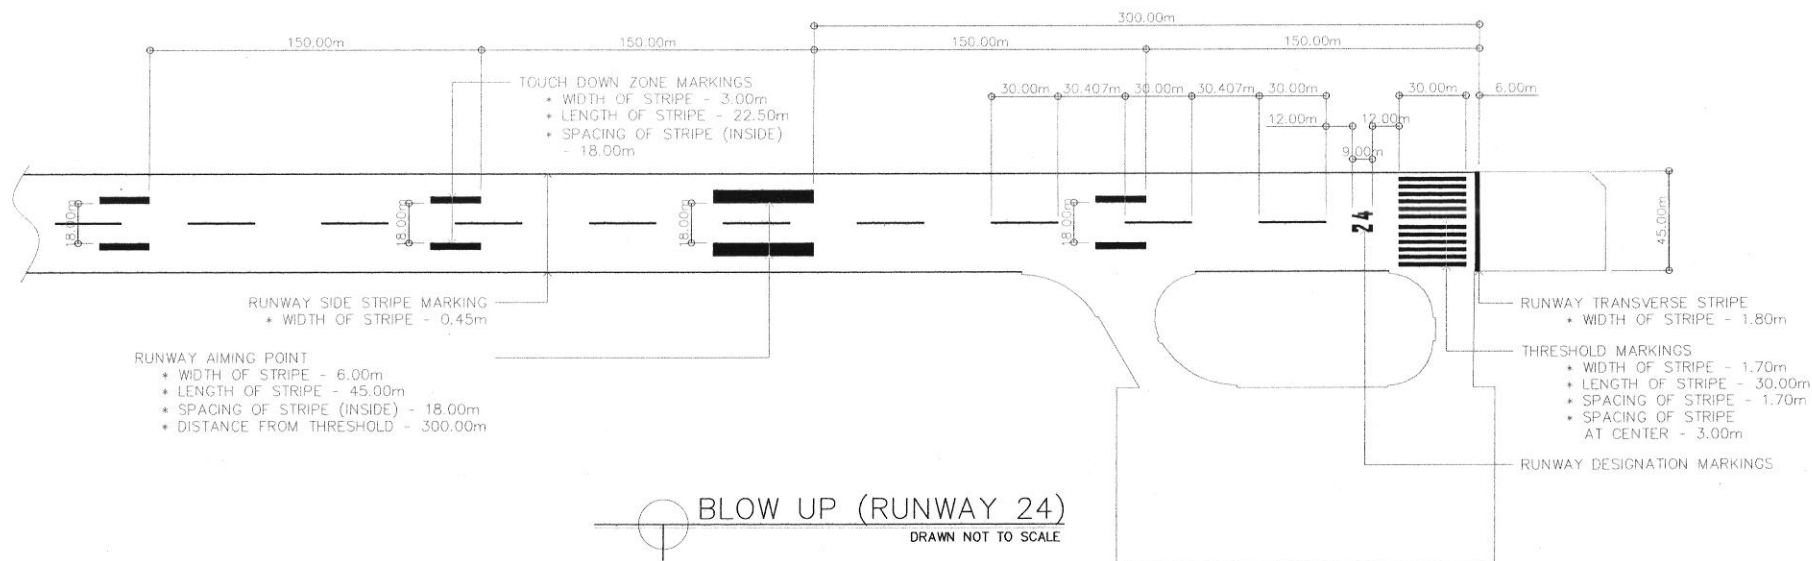 300.00m
150.00m 150.00m 150.00m 150.00m
TOUCH DOWN ZONE MARKINGS
* WIDTH OF STRIPE - 3.00m
* LENGTH OF STRIPE - 22.50m
* SPACING OF STRIPE (INSIDE)
- 18.00m
30.00m 30.407m 30.00m 30.407m 30.00m 30.00m 6.00m
12.00m 12.00m
9.00m
18.00m 18.00m 18.00m 18.00m 24 45.00m
RUNWAY SIDE STRIPE MARKING
* WIDTH OF STRIPE - 0.45m
RUNWAY AIMING POINT
* WIDTH OF STRIPE - 6.00m
* LENGTH OF STRIPE - 45.00m
* SPACING OF STRIPE (INSIDE) - 18.00m
* DISTANCE FROM THRESHOLD - 300.00m
RUNWAY TRANSVERSE STRIPE
* WIDTH OF STRIPE - 1.80m
THRESHOLD MARKINGS
* WIDTH OF STRIPE - 1.70m
* LENGTH OF STRIPE - 30.00m
* SPACING OF STRIPE - 1.70m
* SPACING OF STRIPE
AT CENTER - 3.00m
RUNWAY DESIGNATION MARKINGS
BLOW UP (RUNWAY 24)
DRAWN NOT TO SCALE